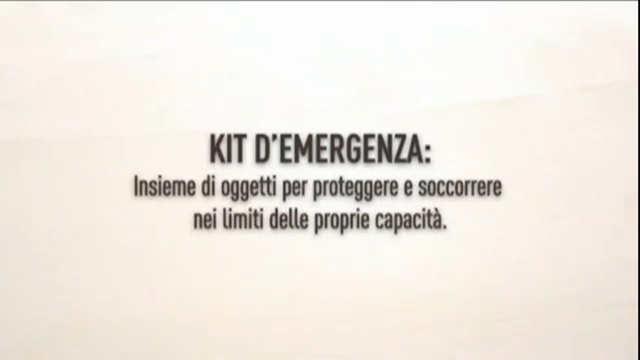 KIT D'EMERGENZA:
Insieme di oggetti per proteggere e soccorrere
nei limiti delle proprie capacità.